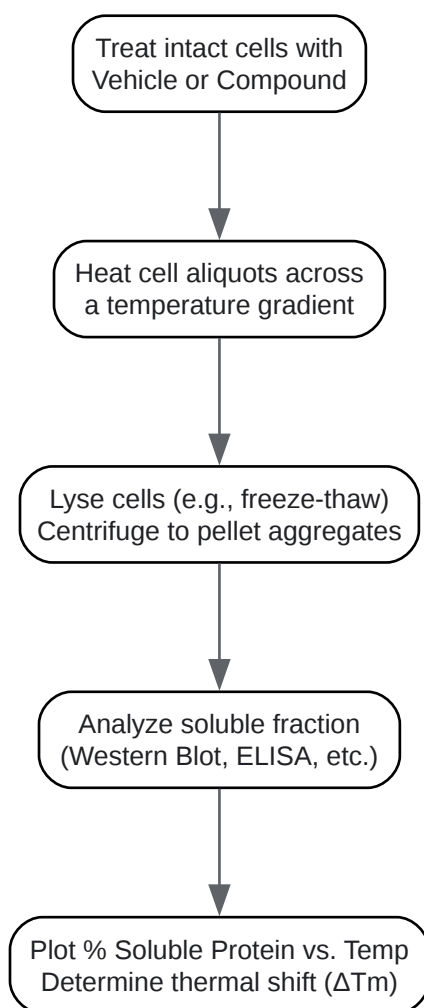 Treat intact cells with
Vehicle or Compound
Heat cell aliquots across
a temperature gradient
Lyse cells (e.g., freeze-thaw)
Centrifuge to pellet aggregates
Analyze soluble fraction
(Western Blot, ELISA, etc.)
Plot % Soluble Protein vs. Temp
Determine thermal shift (ΔTm)